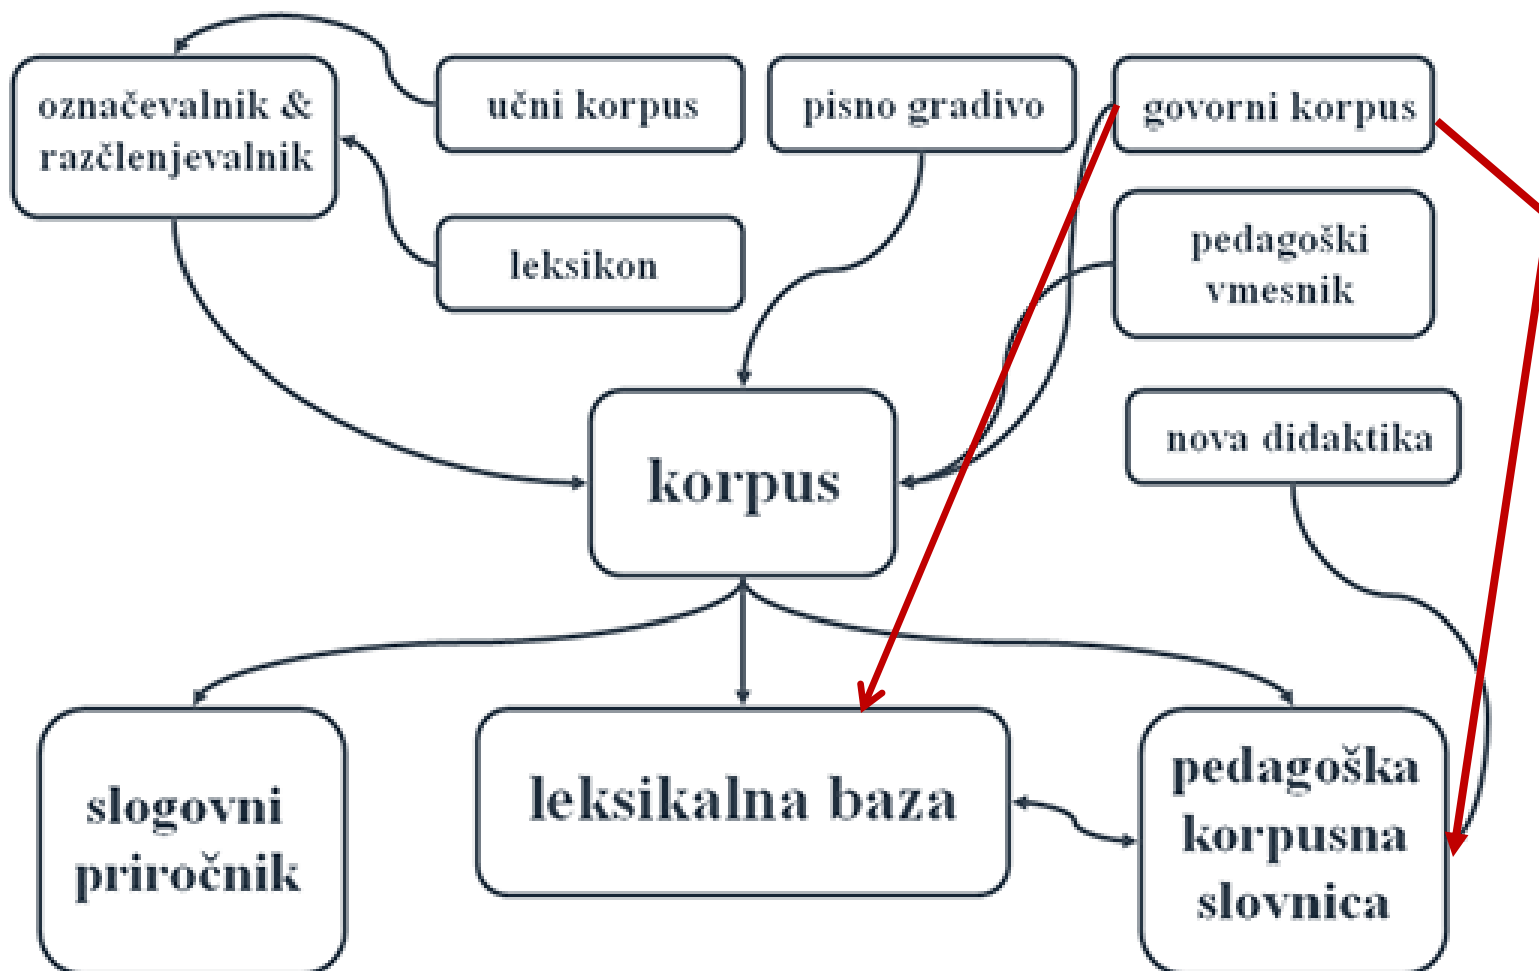 označevalnik &
razčlenjevalnik
učni korpus
pisno gradivo
govorni korpus
leksikon
pedagoški
vmesnik
nova didaktika
korpus
slogovni
priročnik
leksikalna baza
pedagoška
korpusna
slovnica